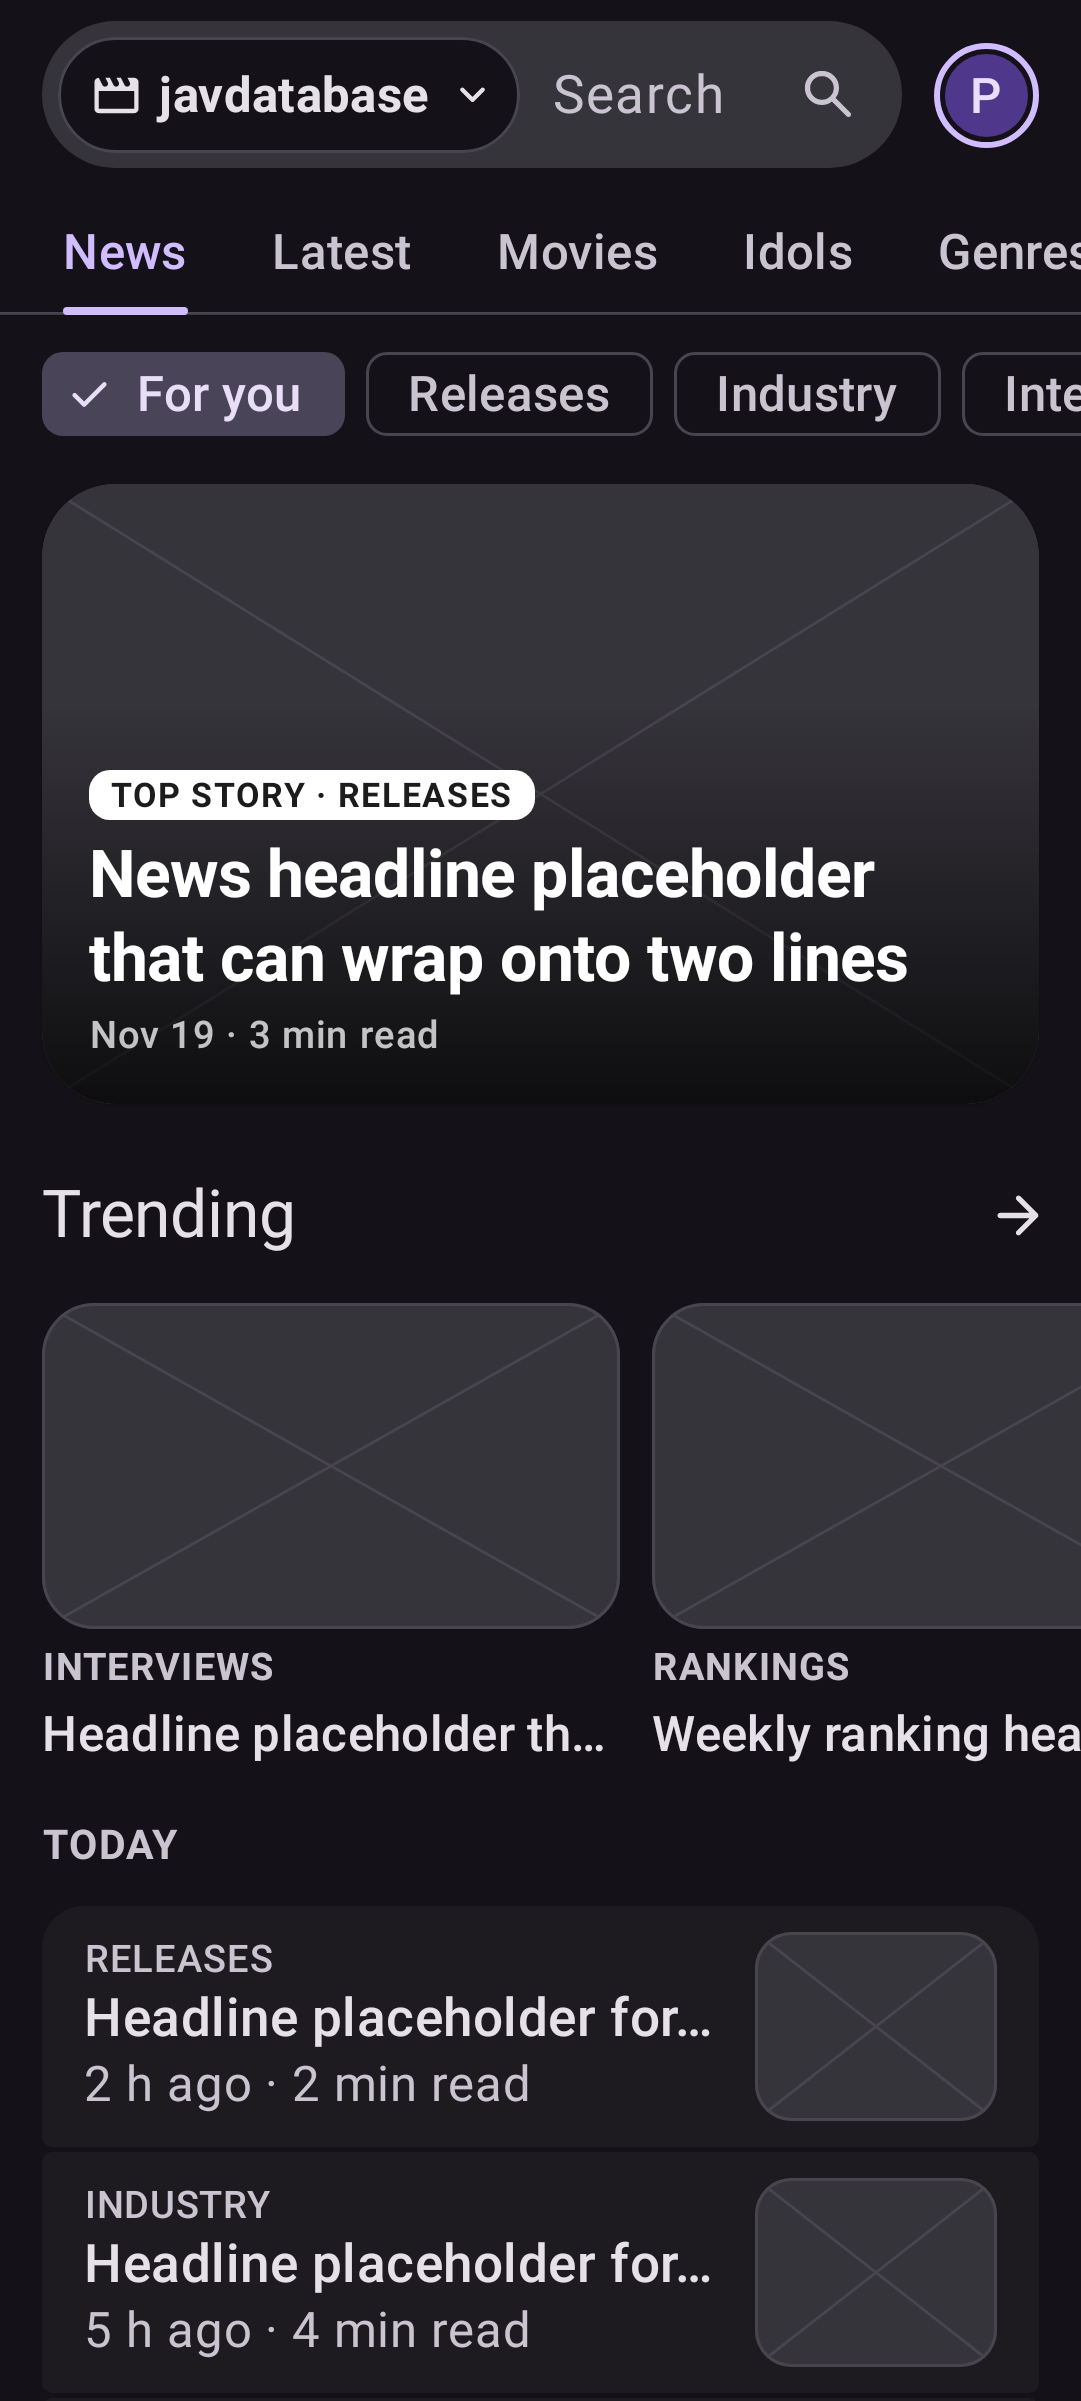 javdatabase
Search
P
News
Latest
Movies
Idols
Genres
For you
Releases
Industry
Inte
TOP STORY · RELEASES
News headline placeholder
that can wrap onto two lines
Nov 19 · 3 min read
Trending
INTERVIEWS
Headline placeholder th…
RANKINGS
Weekly ranking hea
TODAY
RELEASES
Headline placeholder for…
2 h ago · 2 min read
INDUSTRY
Headline placeholder for…
5 h ago · 4 min read